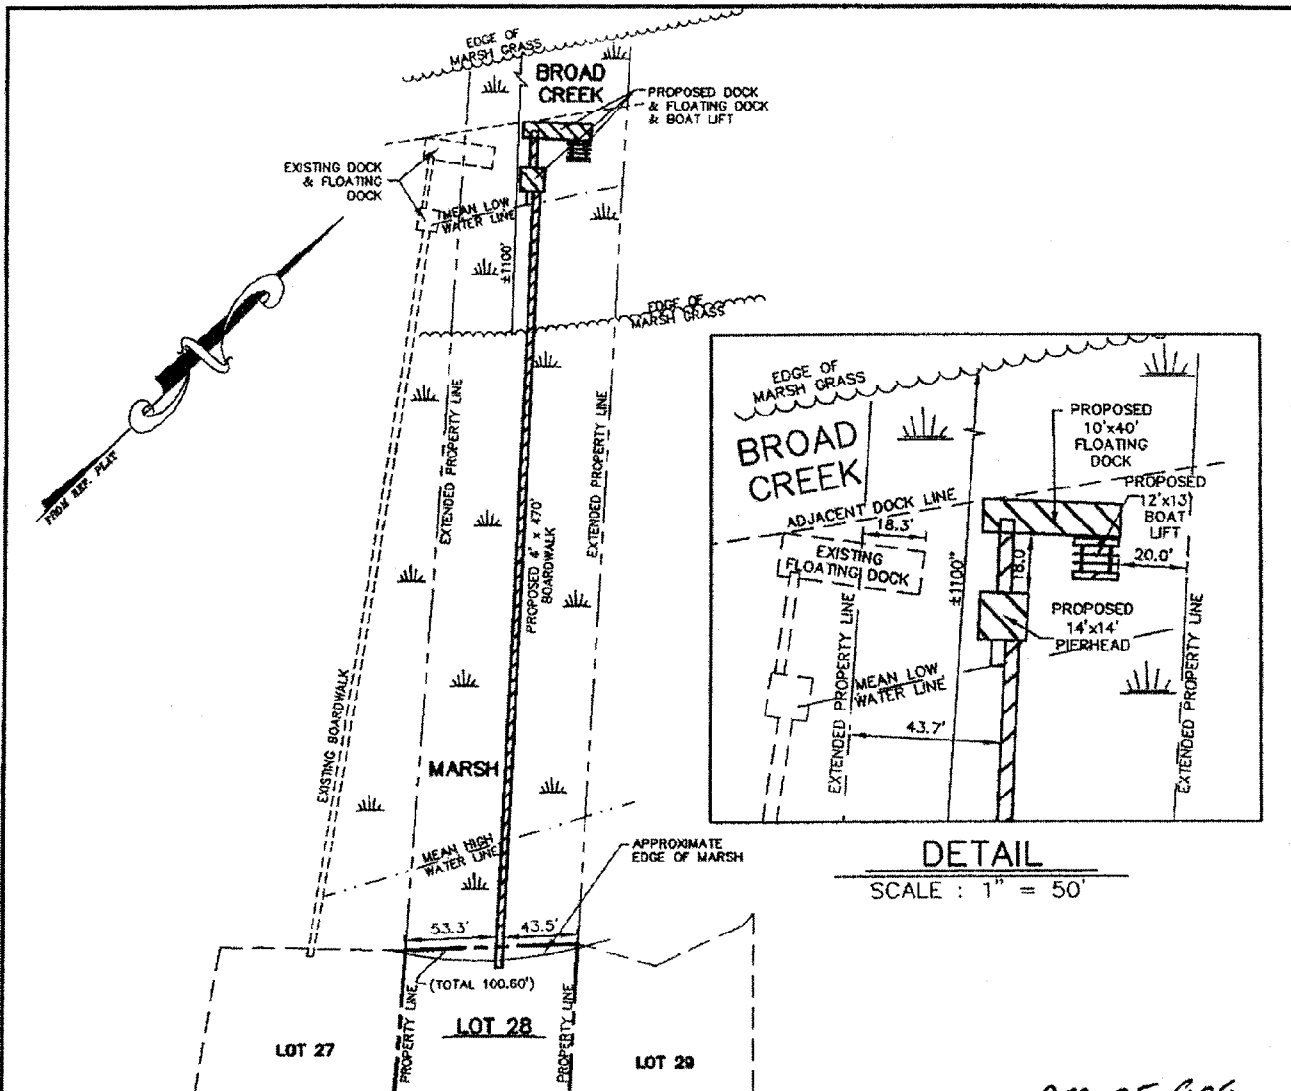 EDGE OF
MARSH GRASS
BROAD
CREEK
PROPOSED DOCK
& FLOATING DOCK
& BOAT LIFT
EXISTING DOCK
& FLOATING
DOCK
MEAN LOW
WATER LINE
±1100'
EDGE OF
MARSH GRASS
FROM REF. PLAT
EXTENDED PROPERTY LINE
EXTENDED PROPERTY LINE
PROPOSED 4' x 470'
BOARDWALK
EXISTING BOARDWALK
MARSH
MEAN HIGH
WATER LINE
APPROXIMATE
EDGE OF MARSH
53.3'
43.5'
(TOTAL 100.60')
PROPERTY LINE
PROPERTY LINE
LOT 27
LOT 28
LOT 29
EDGE OF
MARSH GRASS
BROAD
CREEK
PROPOSED
10'x40'
FLOATING
DOCK
PROPOSED
12'x13'
BOAT
LIFT
ADJACENT DOCK LINE
18.3'
EXISTING
FLOATING DOCK
±1100"
18.0'
20.0'
PROPOSED
14'x14'
PIERHEAD
MEAN LOW
WATER LINE
EXTENDED PROPERTY LINE
43.7'
EXTENDED PROPERTY LINE
DETAIL
SCALE : 1" = 50'